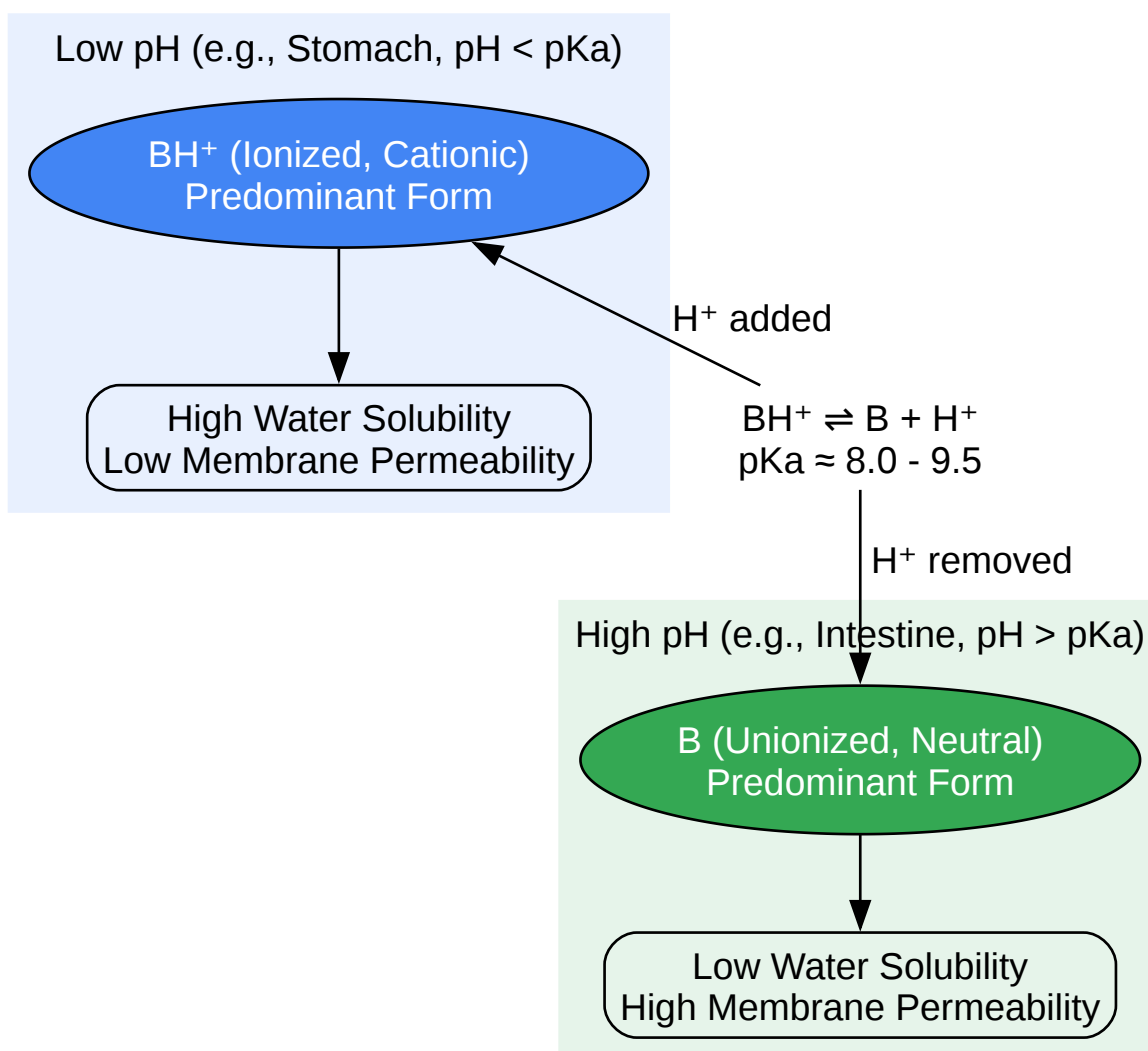 Low pH (e.g., Stomach, pH < pKa)
BH⁺ (Ionized, Cationic)
Predominant Form
High Water Solubility
Low Membrane Permeability
H⁺ added
BH⁺ ⇌ B + H⁺
pKa ≈ 8.0 - 9.5
H⁺ removed
High pH (e.g., Intestine, pH > pKa)
B (Unionized, Neutral)
Predominant Form
Low Water Solubility
High Membrane Permeability